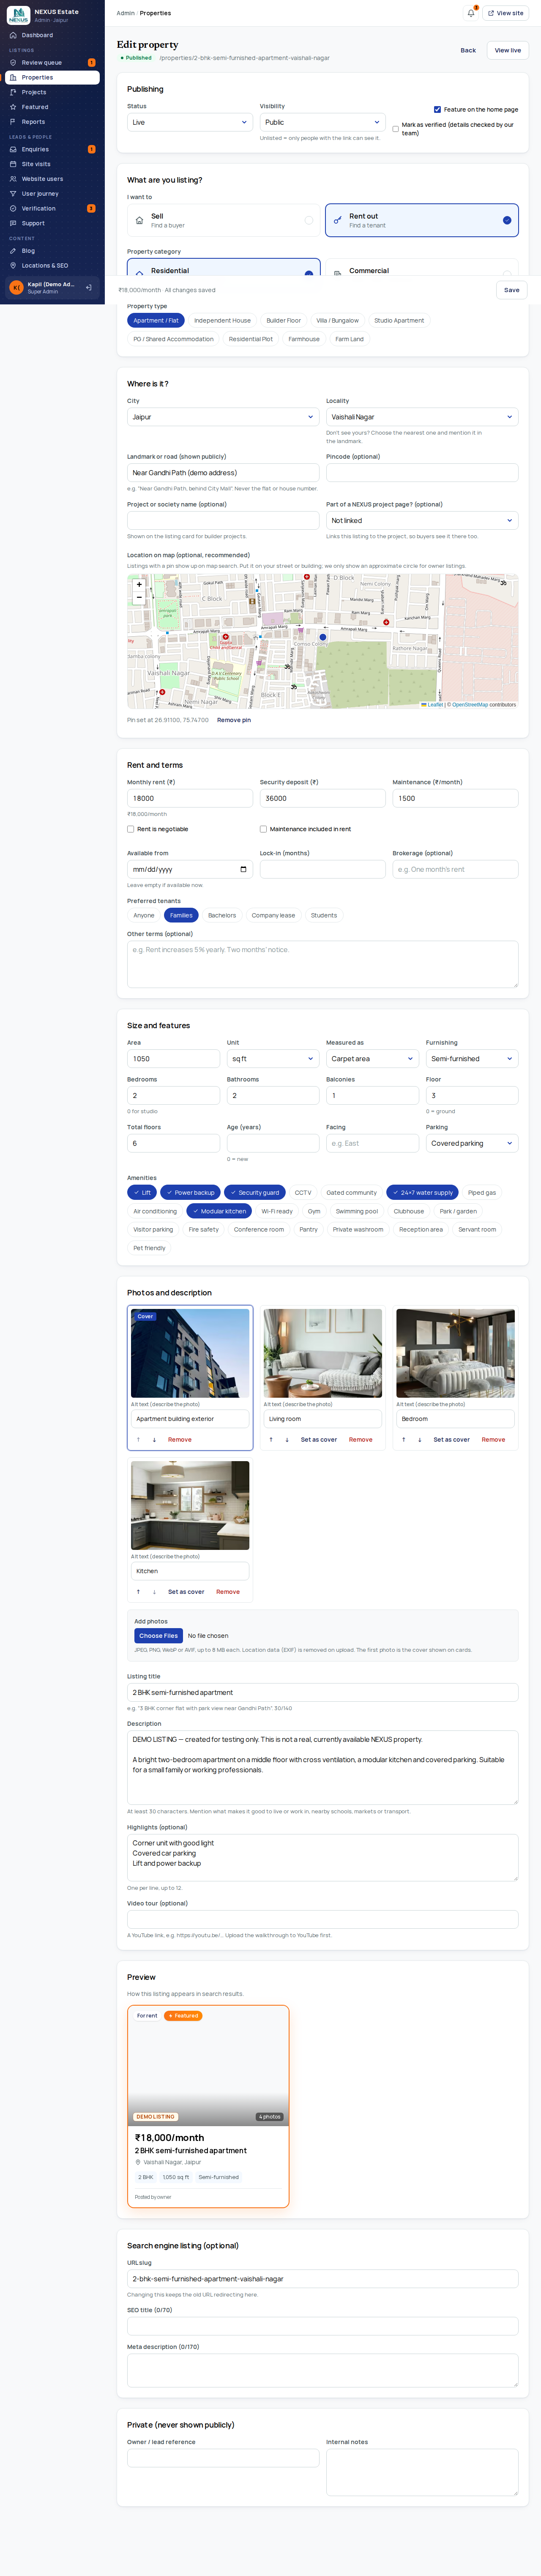 NEXUS
NEXUS Estate
Admin · Jaipur
Dashboard
LISTINGS
Review queue 1
Properties
Projects
Featured
Reports
LEADS & PEOPLE
Enquiries 1
Site visits
Website users
User journey
Verification 3
Support
CONTENT
Blog
Locations & SEO
K(
Kapil (Demo Ad...
Super Admin
Admin / Properties
View site
Edit property
Published
/properties/2-bhk-semi-furnished-apartment-vaishali-nagar
Back
View live
Publishing
Status
Live
Visibility
Public
Unlisted = only people with the link can see it.
Feature on the home page
Mark as verified (details checked by our team)
What are you listing?
I want to
Sell
Find a buyer
Rent out
Find a tenant
Property category
Residential
Commercial
₹18,000/month All changes saved
Save
Property type
Apartment / Flat
Independent House
Builder Floor
Villa / Bungalow
Studio Apartment
PG / Shared Accommodation
Residential Plot
Farmhouse
Farm Land
Where is it?
City
Jaipur
Locality
Vaishali Nagar
Don't see yours? Choose the nearest one and mention it in
the landmark.
Landmark or road (shown publicly)
Near Gandhi Path (demo address)
e.g. "Near Gandhi Path, behind City Mall". Never the flat or house number.
Pincode (optional)
Project or society name (optional)
Shown on the listing card for builder projects.
Part of a NEXUS project page? (optional)
Not linked
Links this listing to the project, so buyers see it there too.
Location on map (optional, recommended)
Listings with a pin show up on map search. Put it on your street or building; we only show an approximate circle for owner listings.
+
−
C Block
D Block
Nemi Colony
Amrapali Marg
Vaishali Nagar
Nemi Nagar
Block E
Rathore Nagar
Leaflet | © OpenStreetMap contributors
Pin set at 26.91100, 75.74700
Remove pin
Rent and terms
Monthly rent (₹)
18000
₹18,000/month
Security deposit (₹)
36000
Maintenance (₹/month)
1500
Rent is negotiable
Maintenance included in rent
Available from
mm/dd/yyyy
Leave empty if available now.
Lock-in (months)
Brokerage (optional)
e.g. One month's rent
Preferred tenants
Anyone
Families
Bachelors
Company lease
Students
Other terms (optional)
e.g. Rent increases 5% yearly. Two months' notice.
Size and features
Area
1050
Unit
sq ft
Measured as
Carpet area
Furnishing
Semi-furnished
Bedrooms
2
0 for studio
Bathrooms
2
Balconies
1
Floor
3
0 = ground
Total floors
6
Age (years)
0 = new
Facing
e.g. East
Parking
Covered parking
Amenities
Lift
Power backup
Security guard
CCTV
Gated community
24×7 water supply
Piped gas
Air conditioning
Modular kitchen
Wi-Fi ready
Gym
Swimming pool
Clubhouse
Park / garden
Visitor parking
Fire safety
Conference room
Pantry
Private washroom
Reception area
Servant room
Pet friendly
Photos and description
Cover
Alt text (describe the photo)
Apartment building exterior
↑ ↓ Remove
Alt text (describe the photo)
Living room
↑ ↓ Set as cover Remove
Alt text (describe the photo)
Bedroom
↑ ↓ Set as cover Remove
Alt text (describe the photo)
Kitchen
↑ ↓ Set as cover Remove
Add photos
Choose Files No file chosen
JPEG, PNG, WebP or AVIF, up to 8 MB each. Location data (EXIF) is removed on upload. The first photo is the cover shown on cards.
Listing title
2 BHK semi-furnished apartment
e.g. "3 BHK corner flat with park view near Gandhi Path". 30/140
Description
DEMO LISTING — created for testing only. This is not a real, currently available NEXUS property.
A bright two-bedroom apartment on a middle floor with cross ventilation, a modular kitchen and covered parking. Suitable
for a small family or working professionals.
At least 30 characters. Mention what makes it good to live or work in, nearby schools, markets or transport.
Highlights (optional)
Corner unit with good light
Covered car parking
Lift and power backup
One per line, up to 12.
Video tour (optional)
A YouTube link, e.g. https://youtu.be/... Upload the walkthrough to YouTube first.
Preview
How this listing appears in search results.
For rent
Featured
DEMO LISTING
4 photos
₹18,000/month
2 BHK semi-furnished apartment
Vaishali Nagar, Jaipur
2 BHK
1,050 sq ft
Semi-furnished
Posted by owner
Search engine listing (optional)
URL slug
2-bhk-semi-furnished-apartment-vaishali-nagar
Changing this keeps the old URL redirecting here.
SEO title (0/70)
Meta description (0/170)
Private (never shown publicly)
Owner / lead reference
Internal notes